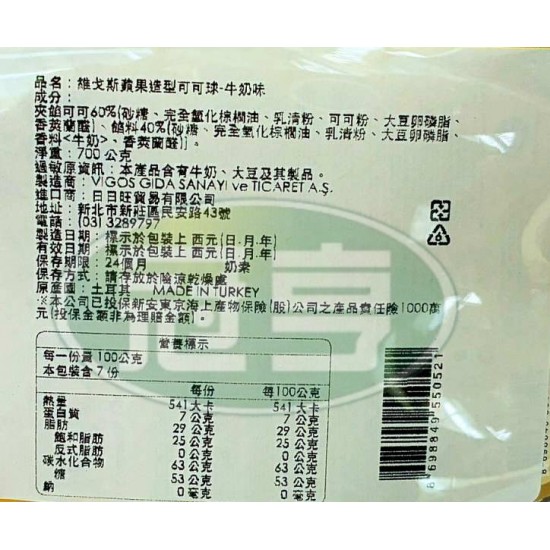 品名：維戈斯蘋果造型可可球-牛奶味
成分：
夾餡可可60%(砂糖、完全氫化棕櫚油、乳清粉、可可粉、大豆卵磷脂、
香莢蘭醛)、餡料40%(砂糖、完全氫化棕櫚油、乳清粉、大豆卵磷脂、
香料<牛奶>、香莢蘭醛)。
淨重：700公克
過敏原資訊：本產品含有牛奶、大豆及其製品。
製造商：VIGOS GIDA SANAYI ve TICARET A.Ş.
進口商：日日旺貿易有限公司
地址：新北市新莊區民安路43號
電話：(03) 3289797
製造日期：標示於包裝上 西元(日.月.年)
有效日期：標示於包裝上 西元(日.月.年)
保存期限：24個月 奶素
保存方式：請存放於陰涼乾燥處
原產國：土耳其 MADE IN TURKEY
※本公司已投保新安東京海上產物保險(股)公司之產品責任險1000萬
元(投保金額非為理賠金額)。
營養標示
每一份量 100公克
本包裝含 7 份
每份 每100公克
熱量 541 大卡 541 大卡
蛋白質 7 公克 7 公克
脂肪 29 公克 29 公克
飽和脂肪 25 公克 25 公克
反式脂肪 0 公克 0 公克
碳水化合物 63 公克 63 公克
糖 53 公克 53 公克
鈉 0 毫克 0 毫克
8 698849 550521